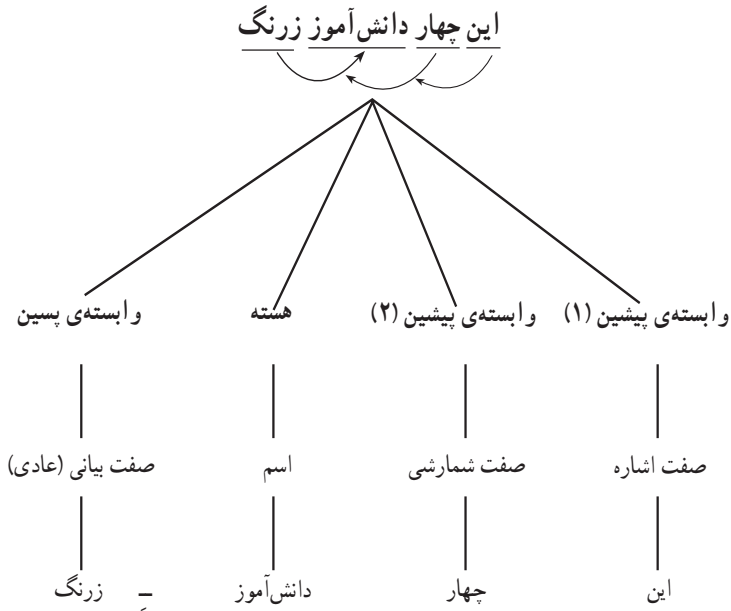 این چهار دانش‌آموز زرنگ
وابسته‌ی پیشین (۱) وابسته‌ی پیشین (۲) هسته وابسته‌ی پسین
صفت اشاره صفت شمارشی اسم صفت بیانی (عادی)
این چهار دانش‌آموز ـِ زرنگ